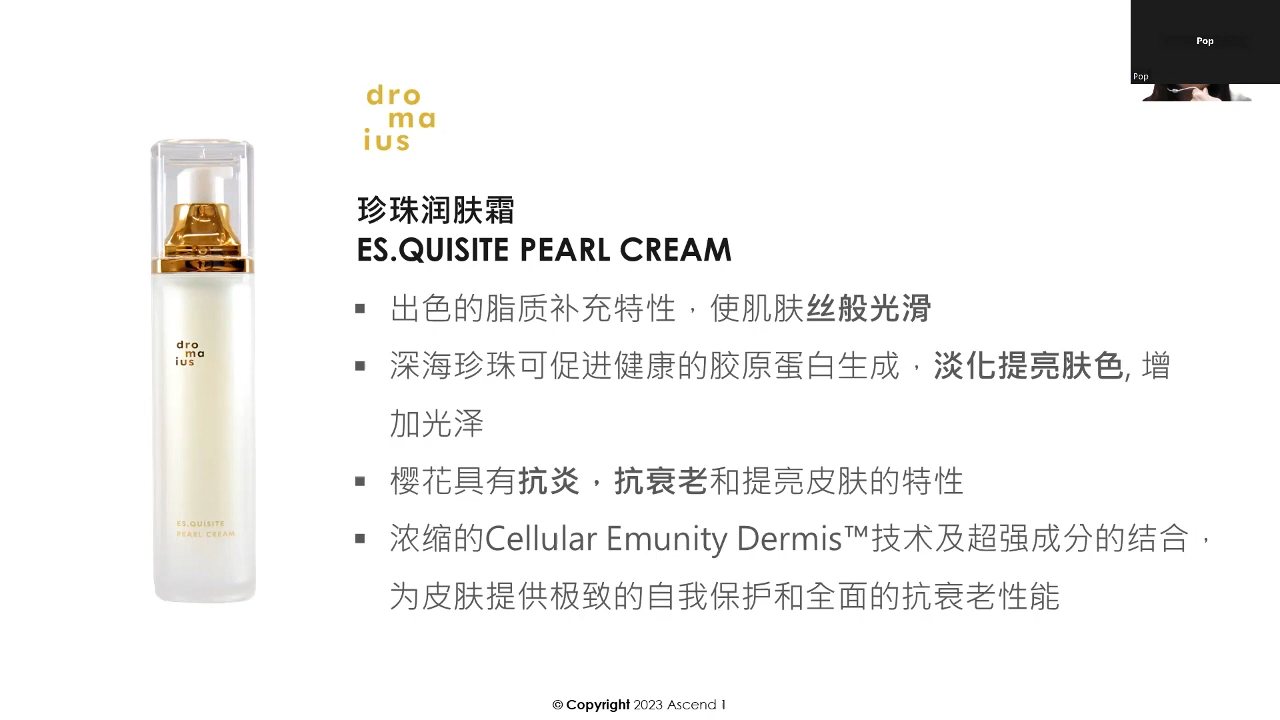 Pop
Pop
dro
ma
ius
珍珠润肤霜
ES.QUISITE PEARL CREAM
▪ 出色的脂质补充特性，使肌肤丝般光滑
▪ 深海珍珠可促进健康的胶原蛋白生成，淡化提亮肤色, 增
加光泽
▪ 樱花具有抗炎，抗衰老和提亮皮肤的特性
▪ 浓缩的Cellular Emunity Dermis™技术及超强成分的结合，
为皮肤提供极致的自我保护和全面的抗衰老性能
dro
ma
ius
ES.QUISITE
PEARL CREAM
© Copyright 2023 Ascend 1